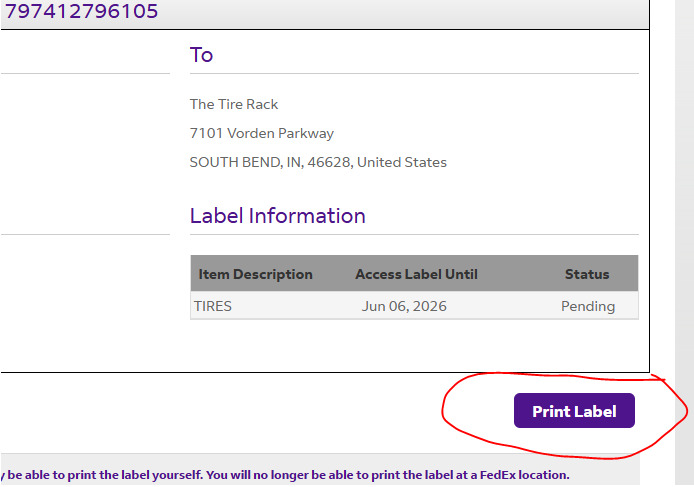 797412796105
To
The Tire Rack
7101 Vorden Parkway
SOUTH BEND, IN, 46628, United States
Label Information
Item Description Access Label Until Status
TIRES Jun 06, 2026 Pending
Print Label
be able to print the label yourself. You will no longer be able to print the label at a FedEx location.